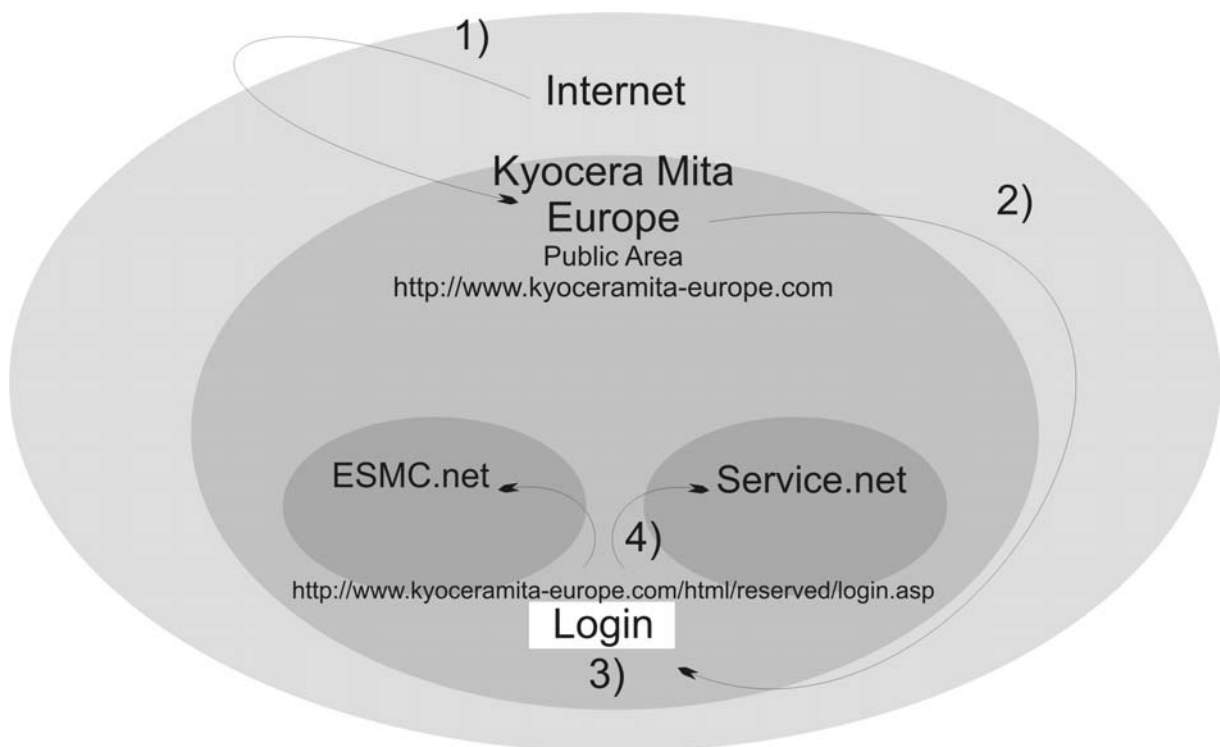 1)
Internet
Kyocera Mita
Europe
2)
Public Area
http://www.kyoceramita-europe.com
ESMC.net
Service.net
4)
http://www.kyoceramita-europe.com/html/reserved/login.asp
Login
3)